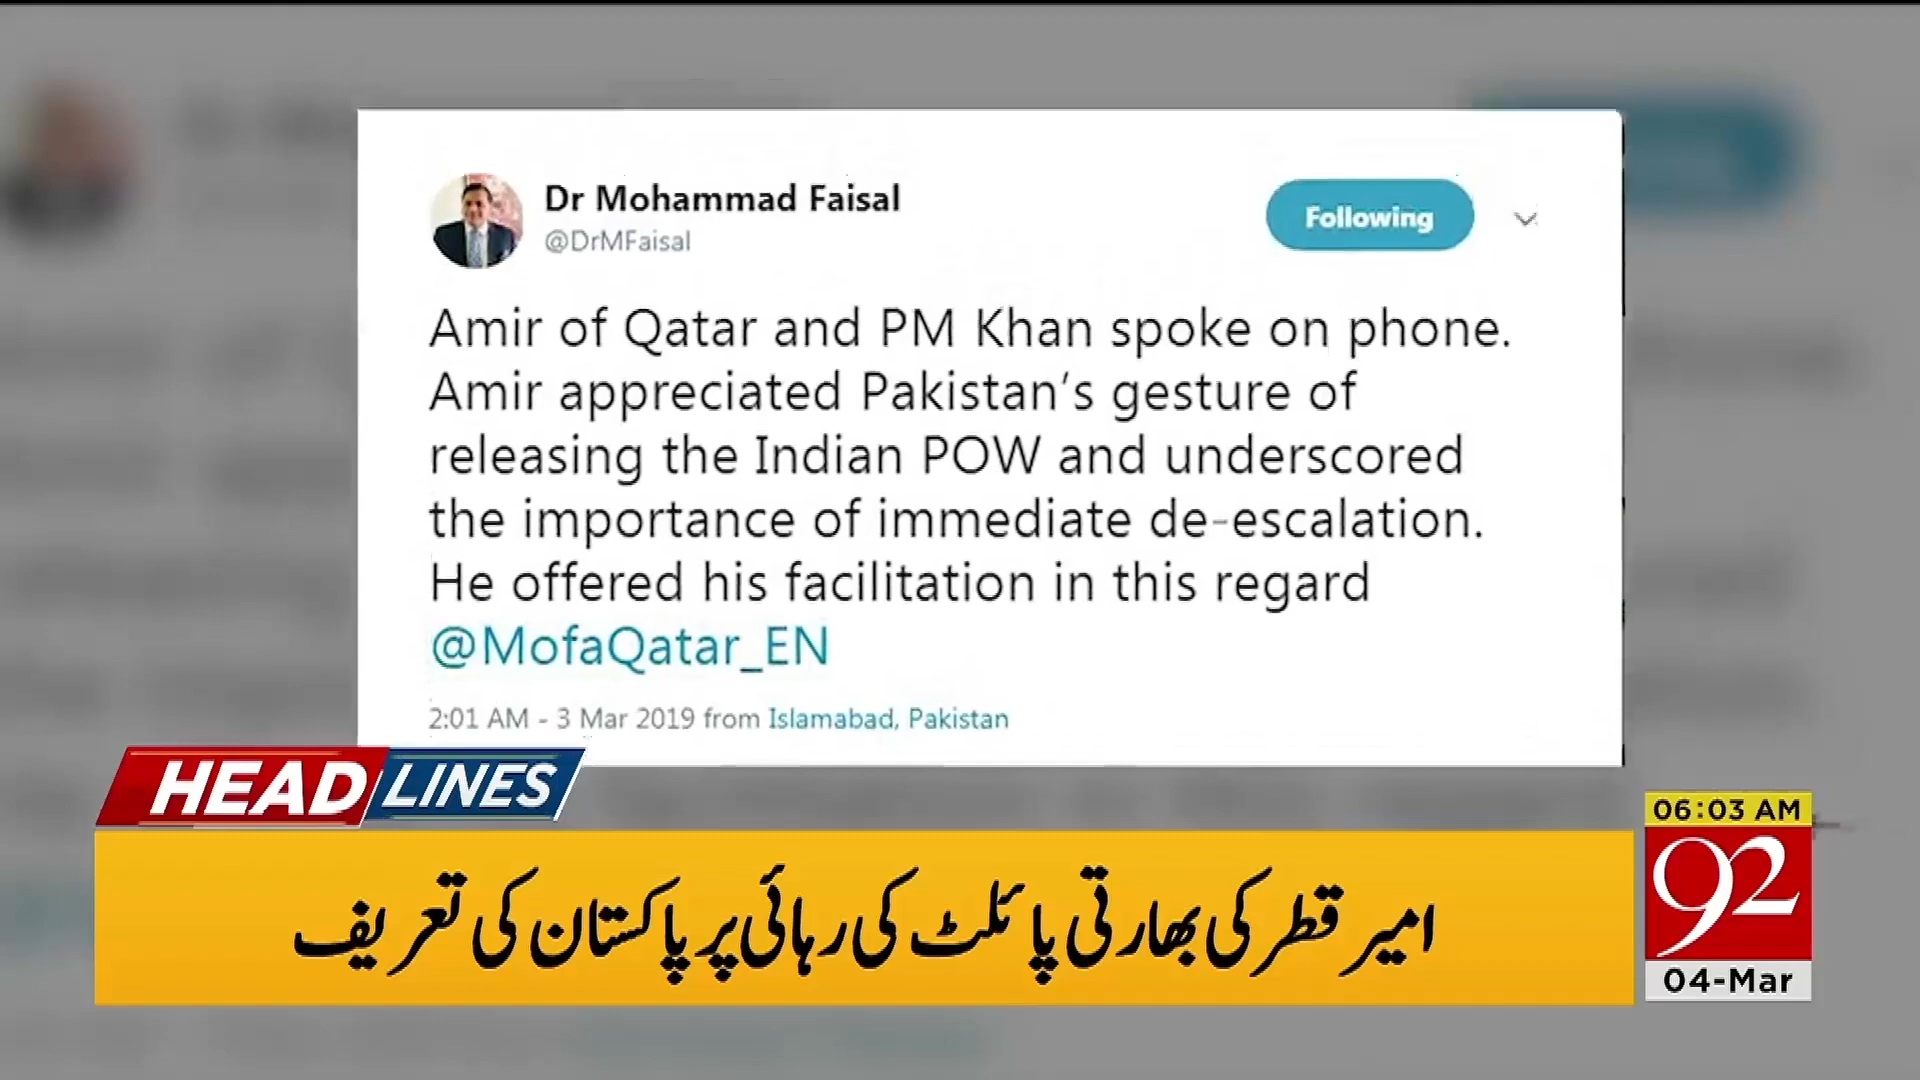 Dr Mohammad Faisal
@DrMFaisal
Following
Amir of Qatar and PM Khan spoke on phone.
Amir appreciated Pakistan's gesture of
releasing the Indian POW and underscored
the importance of immediate de-escalation.
He offered his facilitation in this regard
@MofaQatar_EN
2:01 AM - 3 Mar 2019 from Islamabad, Pakistan
HEADLINES
امیر قطر کی بھارتی پائلٹ کی رہائی پر پاکستان کی تعریف
06:03 AM
92
04-Mar